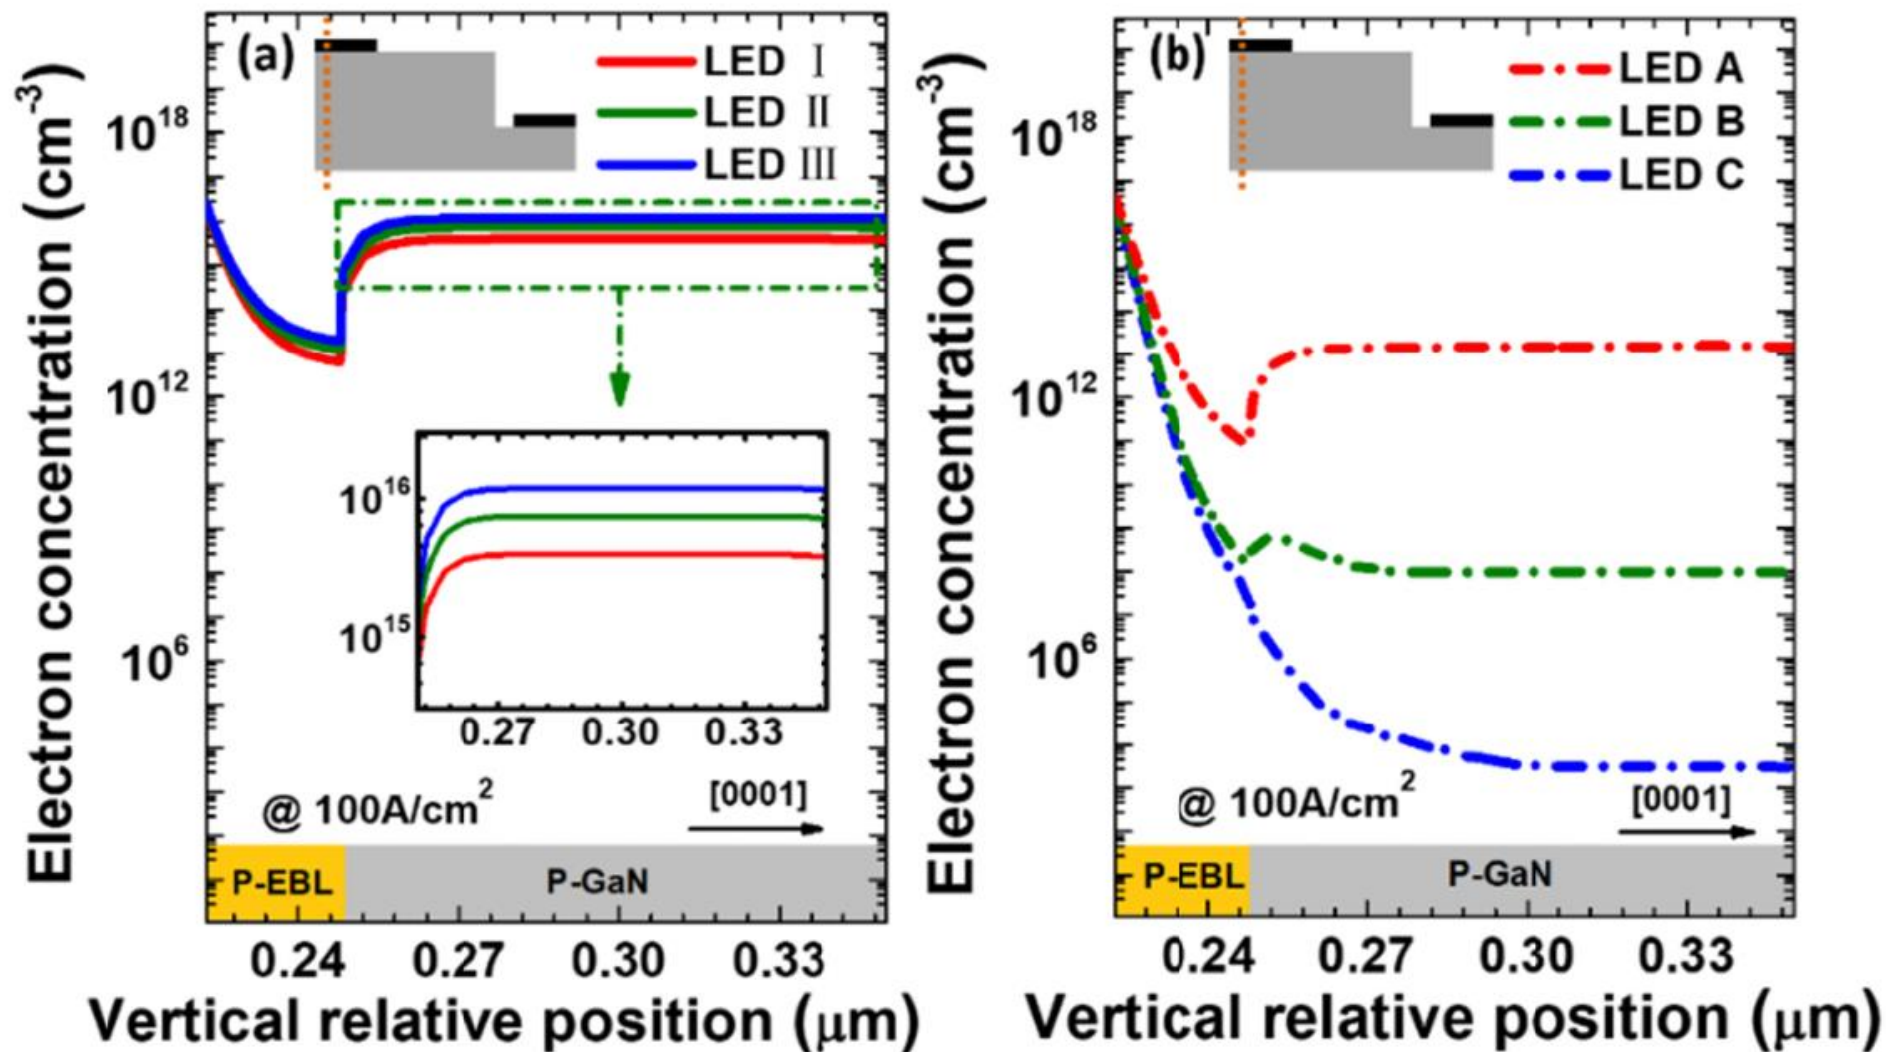 Electron concentration (cm⁻³)
(a)
LED I
LED II
LED III
10¹⁸
10¹²
10⁶
10¹⁶
10¹⁵
0.27 0.30 0.33
@ 100A/cm²
[0001]
P-EBL
P-GaN
0.24 0.27 0.30 0.33
Vertical relative position (μm)
Electron concentration (cm⁻³)
(b)
LED A
LED B
LED C
10¹⁸
10¹²
10⁶
@ 100A/cm²
[0001]
P-EBL
P-GaN
0.24 0.27 0.30 0.33
Vertical relative position (μm)